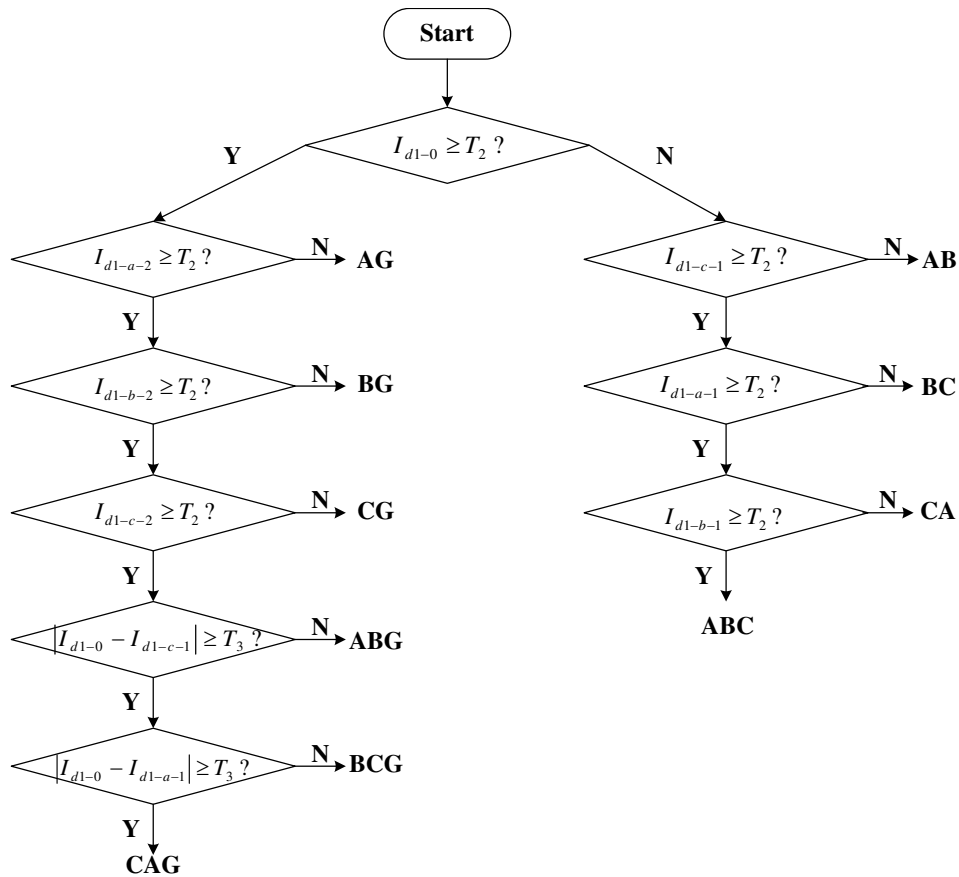 Start
I_{d1-0} ≥ T_2 ?
Y
N
I_{d1-a-2} ≥ T_2 ?
N
AG
I_{d1-c-1} ≥ T_2 ?
N
AB
Y
Y
I_{d1-b-2} ≥ T_2 ?
N
BG
I_{d1-a-1} ≥ T_2 ?
N
BC
Y
Y
I_{d1-c-2} ≥ T_2 ?
N
CG
I_{d1-b-1} ≥ T_2 ?
N
CA
Y
Y
|I_{d1-0} − I_{d1-c-1}| ≥ T_3 ?
N
ABG
ABC
Y
|I_{d1-0} − I_{d1-a-1}| ≥ T_3 ?
N
BCG
Y
CAG